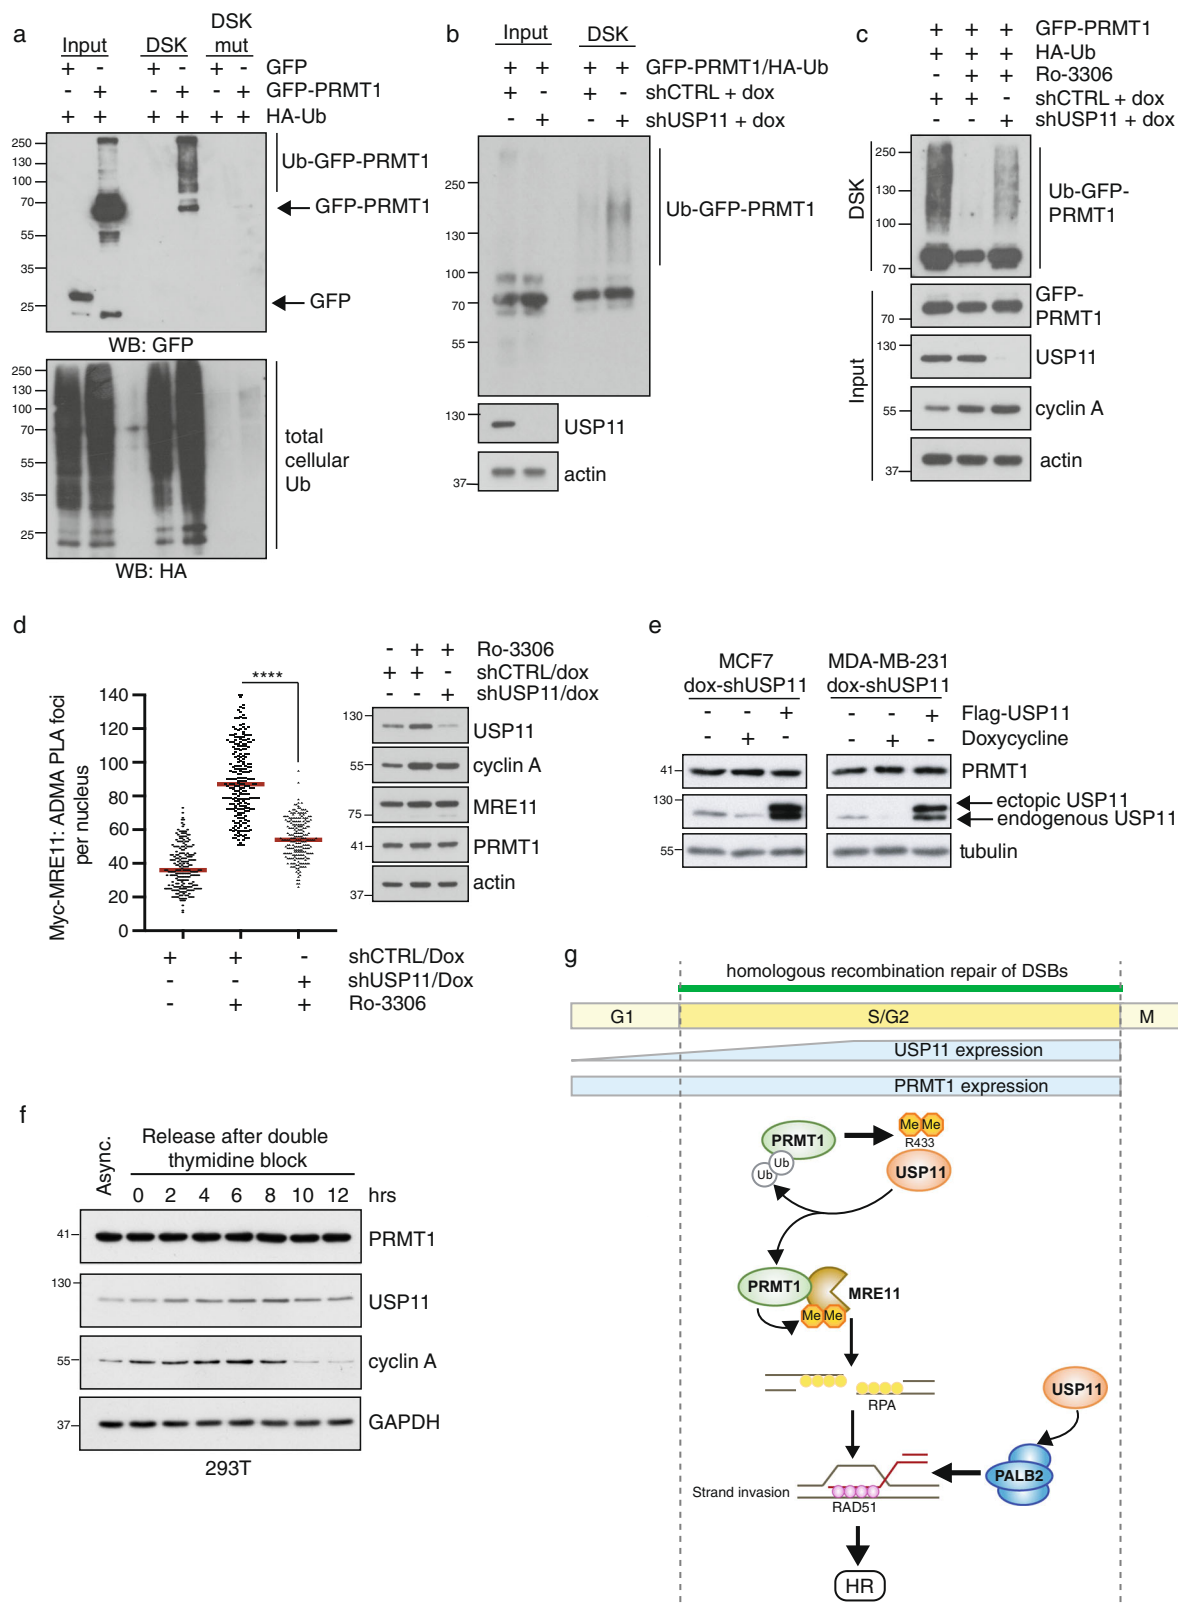 a
Input
DSK
DSK
mut
+ - + - + - GFP
- + - + - + GFP-PRMT1
+ + + + + + HA-Ub
250
130
100
70
55
35
25
Ub-GFP-PRMT1
GFP-PRMT1
GFP
WB: GFP
250
130
100
70
55
35
25
total
cellular
Ub
WB: HA
b
Input
DSK
+ + + + GFP-PRMT1/HA-Ub
+ - + - shCTRL + dox
- + - + shUSP11 + dox
250
130
100
70
55
Ub-GFP-PRMT1
130
USP11
37
actin
c
+ + + GFP-PRMT1
+ + + HA-Ub
- + + Ro-3306
+ + - shCTRL + dox
- - + shUSP11 + dox
DSK
250
130
100
70
Ub-GFP-
PRMT1
Input
70
GFP-
PRMT1
130
USP11
55
cyclin A
37
actin
d
Myc-MRE11: ADMA PLA foci
per nucleus
140
120
100
80
60
40
20
0
****
+ + - shCTRL/Dox
- - + shUSP11/Dox
- + + Ro-3306
- + + Ro-3306
+ + - shCTRL/dox
- - + shUSP11/dox
130
USP11
55
cyclin A
75
MRE11
41
PRMT1
37
actin
e
MCF7
dox-shUSP11
MDA-MB-231
dox-shUSP11
- - + - - + Flag-USP11
- + - - + - Doxycycline
41
PRMT1
130
ectopic USP11
endogenous USP11
55
tubulin
f
Async.
Release after double
thymidine block
0 2 4 6 8 10 12 hrs
41
PRMT1
130
USP11
55
cyclin A
37
GAPDH
293T
g
homologous recombination repair of DSBs
G1
S/G2
M
USP11 expression
PRMT1 expression
PRMT1
Ub
Ub
Me Me
R433
USP11
PRMT1
MRE11
Me Me
RPA
USP11
PALB2
Strand invasion
RAD51
HR